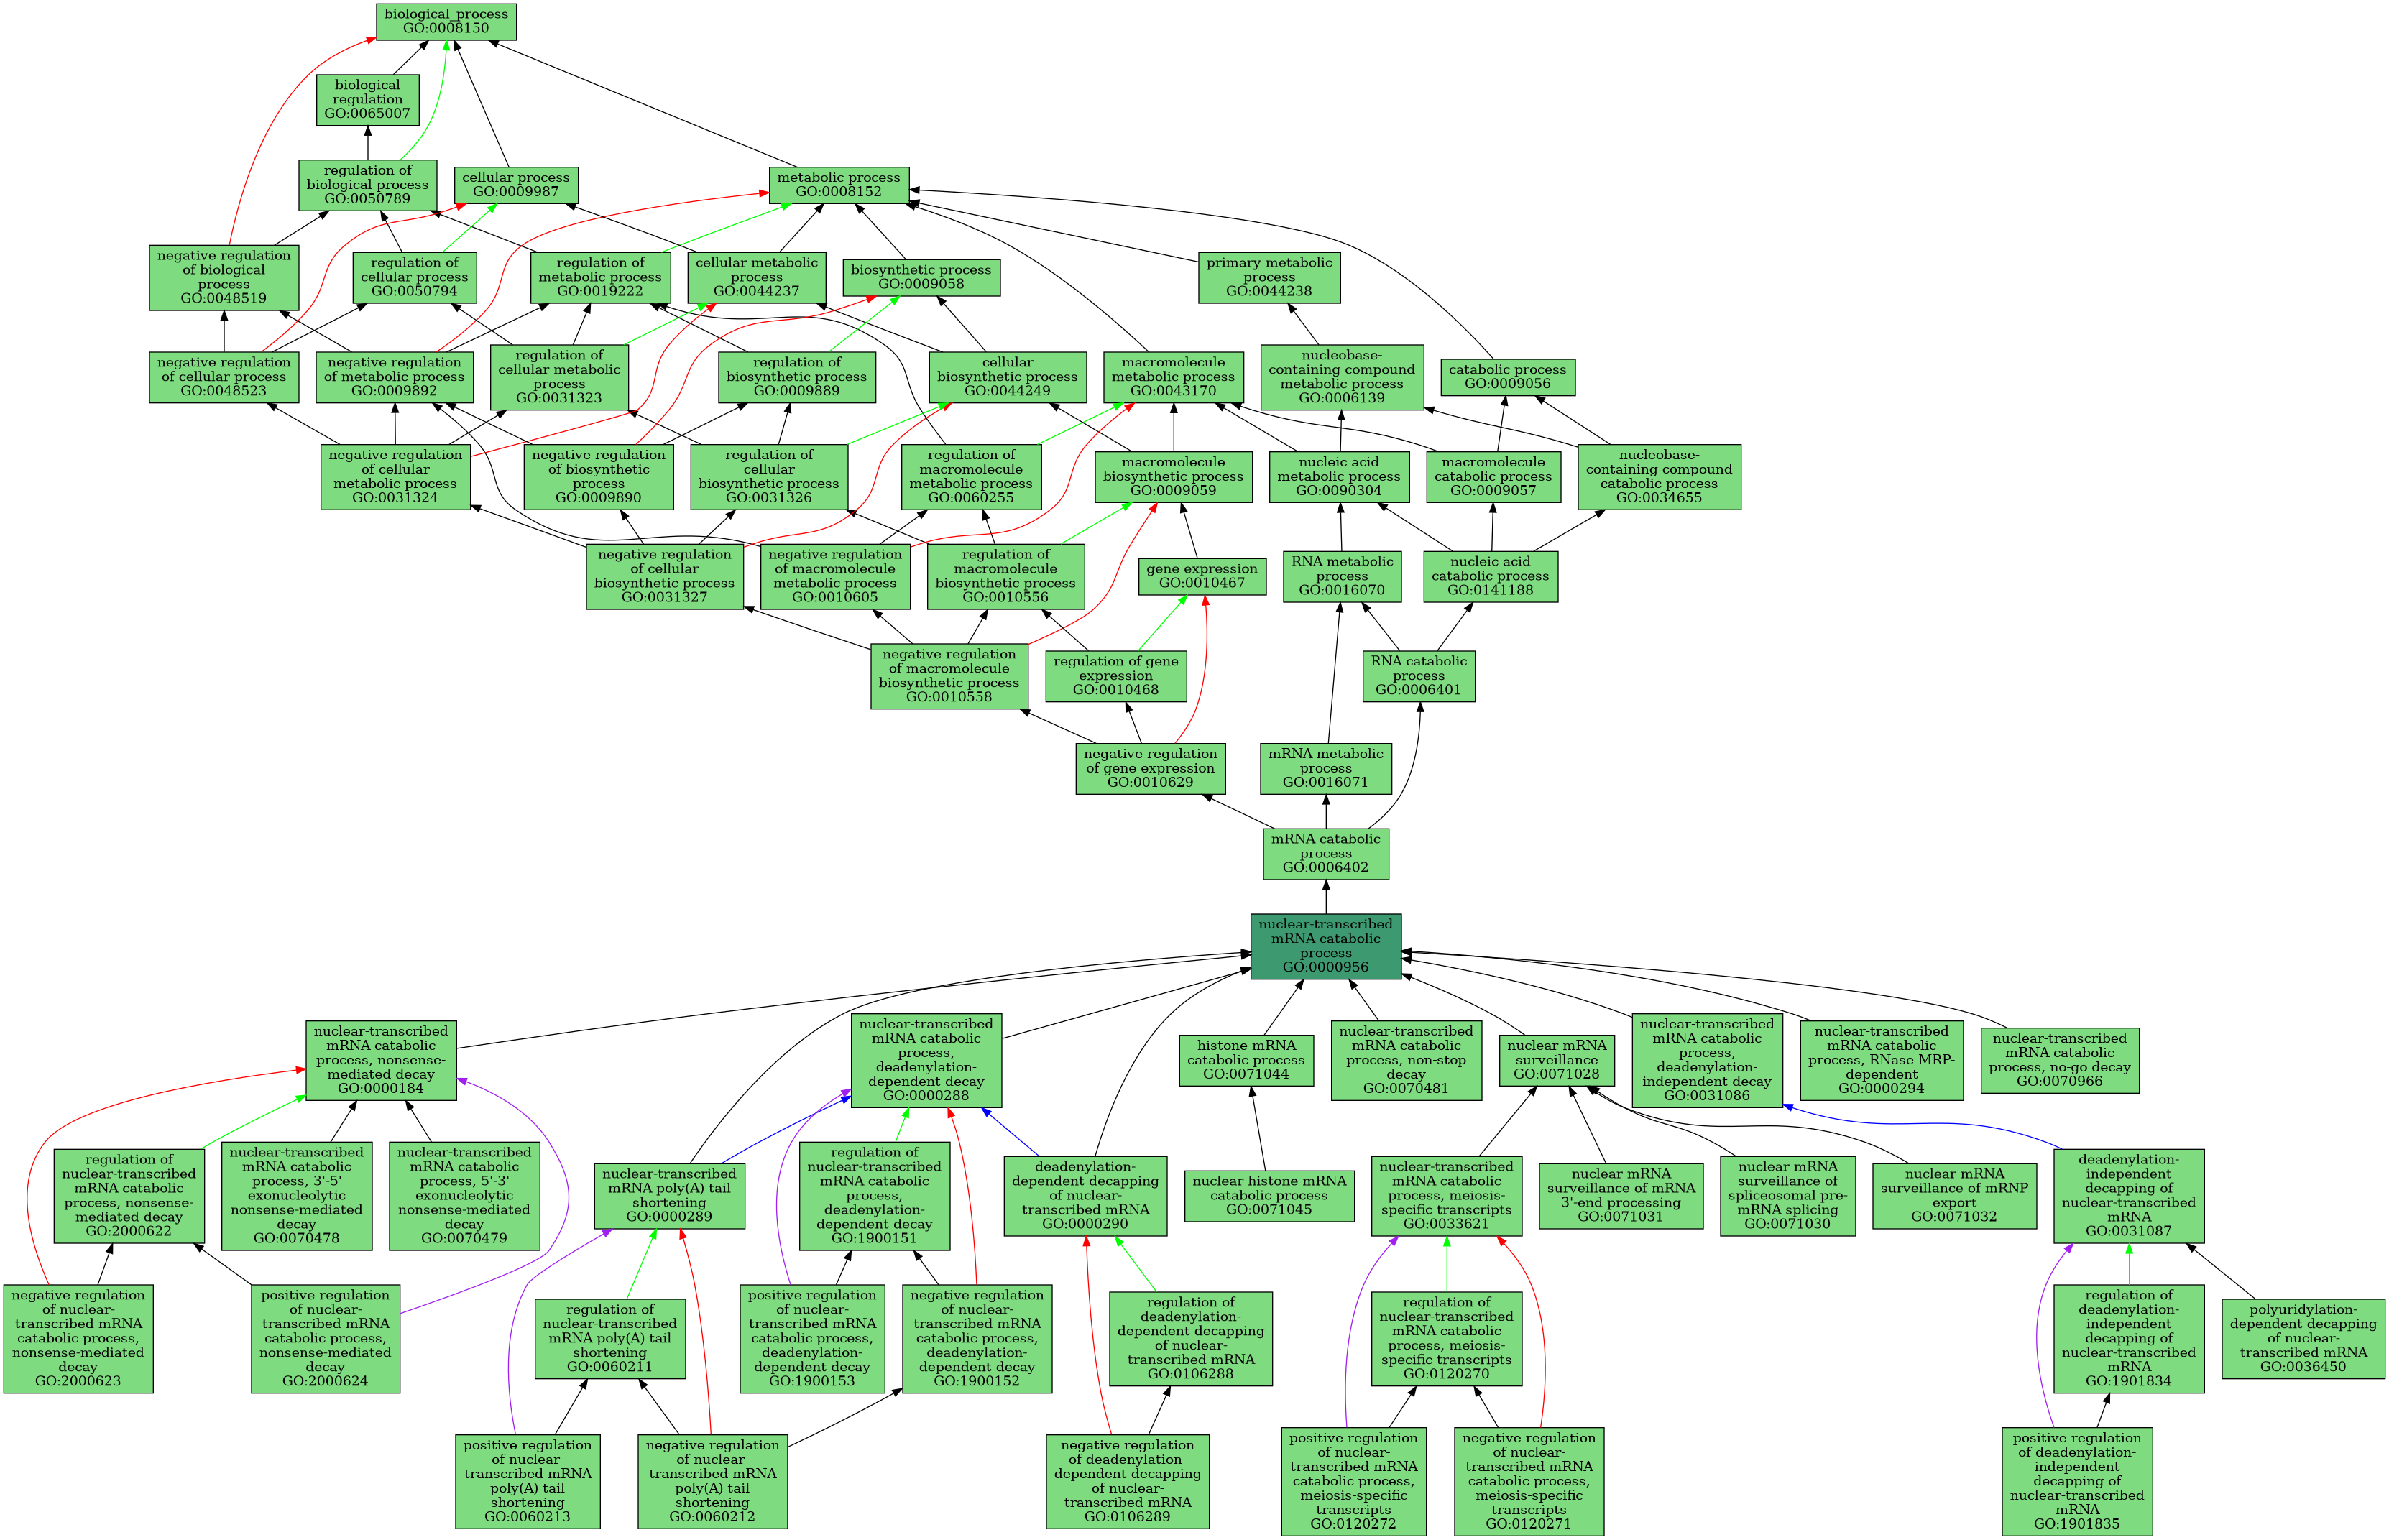 biological_process
GO:0008150
biological
regulation
GO:0065007
regulation of
biological process
GO:0050789
cellular process
GO:0009987
metabolic process
GO:0008152
negative regulation
of biological
process
GO:0048519
regulation of
cellular process
GO:0050794
regulation of
metabolic process
GO:0019222
cellular metabolic
process
GO:0044237
biosynthetic process
GO:0009058
primary metabolic
process
GO:0044238
negative regulation
of cellular process
GO:0048523
negative regulation
of metabolic process
GO:0009892
regulation of
cellular metabolic
process
GO:0031323
regulation of
biosynthetic process
GO:0009889
cellular
biosynthetic process
GO:0044249
macromolecule
metabolic process
GO:0043170
nucleobase-
containing compound
metabolic process
GO:0006139
catabolic process
GO:0009056
negative regulation
of cellular
metabolic process
GO:0031324
negative regulation
of biosynthetic
process
GO:0009890
regulation of
cellular
biosynthetic process
GO:0031326
regulation of
macromolecule
metabolic process
GO:0060255
macromolecule
biosynthetic process
GO:0009059
nucleic acid
metabolic process
GO:0090304
macromolecule
catabolic process
GO:0009057
nucleobase-
containing compound
catabolic process
GO:0034655
negative regulation
of cellular
biosynthetic process
GO:0031327
negative regulation
of macromolecule
metabolic process
GO:0010605
regulation of
macromolecule
biosynthetic process
GO:0010556
gene expression
GO:0010467
RNA metabolic
process
GO:0016070
nucleic acid
catabolic process
GO:0141188
negative regulation
of macromolecule
biosynthetic process
GO:0010558
regulation of gene
expression
GO:0010468
RNA catabolic
process
GO:0006401
negative regulation
of gene expression
GO:0010629
mRNA metabolic
process
GO:0016071
mRNA catabolic
process
GO:0006402
nuclear-transcribed
mRNA catabolic
process
GO:0000956
nuclear-transcribed
mRNA catabolic
process, nonsense-
mediated decay
GO:0000184
nuclear-transcribed
mRNA catabolic
process,
deadenylation-
dependent decay
GO:0000288
histone mRNA
catabolic process
GO:0071044
nuclear-transcribed
mRNA catabolic
process, non-stop
decay
GO:0070481
nuclear mRNA
surveillance
GO:0071028
nuclear-transcribed
mRNA catabolic
process,
deadenylation-
independent decay
GO:0031086
nuclear-transcribed
mRNA catabolic
process, RNase MRP-
dependent
GO:0000294
nuclear-transcribed
mRNA catabolic
process, no-go decay
GO:0070966
regulation of
nuclear-transcribed
mRNA catabolic
process, nonsense-
mediated decay
GO:2000622
nuclear-transcribed
mRNA catabolic
process, 3'-5'
exonucleolytic
nonsense-mediated
decay
GO:0070478
nuclear-transcribed
mRNA catabolic
process, 5'-3'
exonucleolytic
nonsense-mediated
decay
GO:0070479
nuclear-transcribed
mRNA poly(A) tail
shortening
GO:0000289
regulation of
nuclear-transcribed
mRNA catabolic
process,
deadenylation-
dependent decay
GO:1900151
deadenylation-
dependent decapping
of nuclear-
transcribed mRNA
GO:0000290
nuclear histone mRNA
catabolic process
GO:0071045
nuclear-transcribed
mRNA catabolic
process, meiosis-
specific transcripts
GO:0033621
nuclear mRNA
surveillance of mRNA
3'-end processing
GO:0071031
nuclear mRNA
surveillance of
spliceosomal pre-
mRNA splicing
GO:0071030
nuclear mRNA
surveillance of mRNP
export
GO:0071032
deadenylation-
independent
decapping of
nuclear-transcribed
mRNA
GO:0031087
negative regulation
of nuclear-
transcribed mRNA
catabolic process,
nonsense-mediated
decay
GO:2000623
positive regulation
of nuclear-
transcribed mRNA
catabolic process,
nonsense-mediated
decay
GO:2000624
regulation of
nuclear-transcribed
mRNA poly(A) tail
shortening
GO:0060211
positive regulation
of nuclear-
transcribed mRNA
catabolic process,
deadenylation-
dependent decay
GO:1900153
negative regulation
of nuclear-
transcribed mRNA
catabolic process,
deadenylation-
dependent decay
GO:1900152
regulation of
deadenylation-
dependent decapping
of nuclear-
transcribed mRNA
GO:0106288
regulation of
nuclear-transcribed
mRNA catabolic
process, meiosis-
specific transcripts
GO:0120270
regulation of
deadenylation-
independent
decapping of
nuclear-transcribed
mRNA
GO:1901834
polyuridylation-
dependent decapping
of nuclear-
transcribed mRNA
GO:0036450
positive regulation
of nuclear-
transcribed mRNA
poly(A) tail
shortening
GO:0060213
negative regulation
of nuclear-
transcribed mRNA
poly(A) tail
shortening
GO:0060212
negative regulation
of deadenylation-
dependent decapping
of nuclear-
transcribed mRNA
GO:0106289
positive regulation
of nuclear-
transcribed mRNA
catabolic process,
meiosis-specific
transcripts
GO:0120272
negative regulation
of nuclear-
transcribed mRNA
catabolic process,
meiosis-specific
transcripts
GO:0120271
positive regulation
of deadenylation-
independent
decapping of
nuclear-transcribed
mRNA
GO:1901835